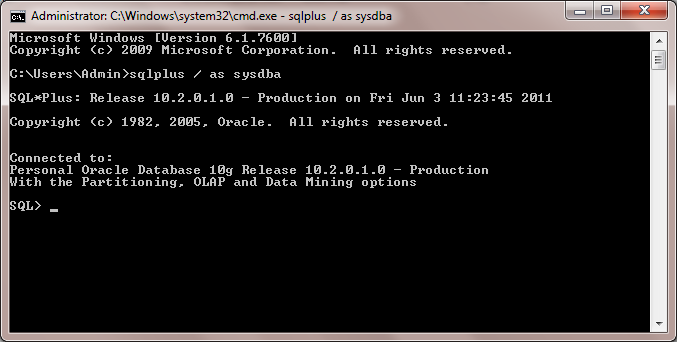 Administrator: C:\Windows\system32\cmd.exe - sqlplus / as sysdba
Microsoft Windows [Version 6.1.7600]
Copyright (c) 2009 Microsoft Corporation.  All rights reserved.
C:\Users\Admin>sqlplus / as sysdba
SQL*Plus: Release 10.2.0.1.0 - Production on Fri Jun 3 11:23:45 2011
Copyright (c) 1982, 2005, Oracle.  All rights reserved.
Connected to:
Personal Oracle Database 10g Release 10.2.0.1.0 - Production
With the Partitioning, OLAP and Data Mining options
SQL> _